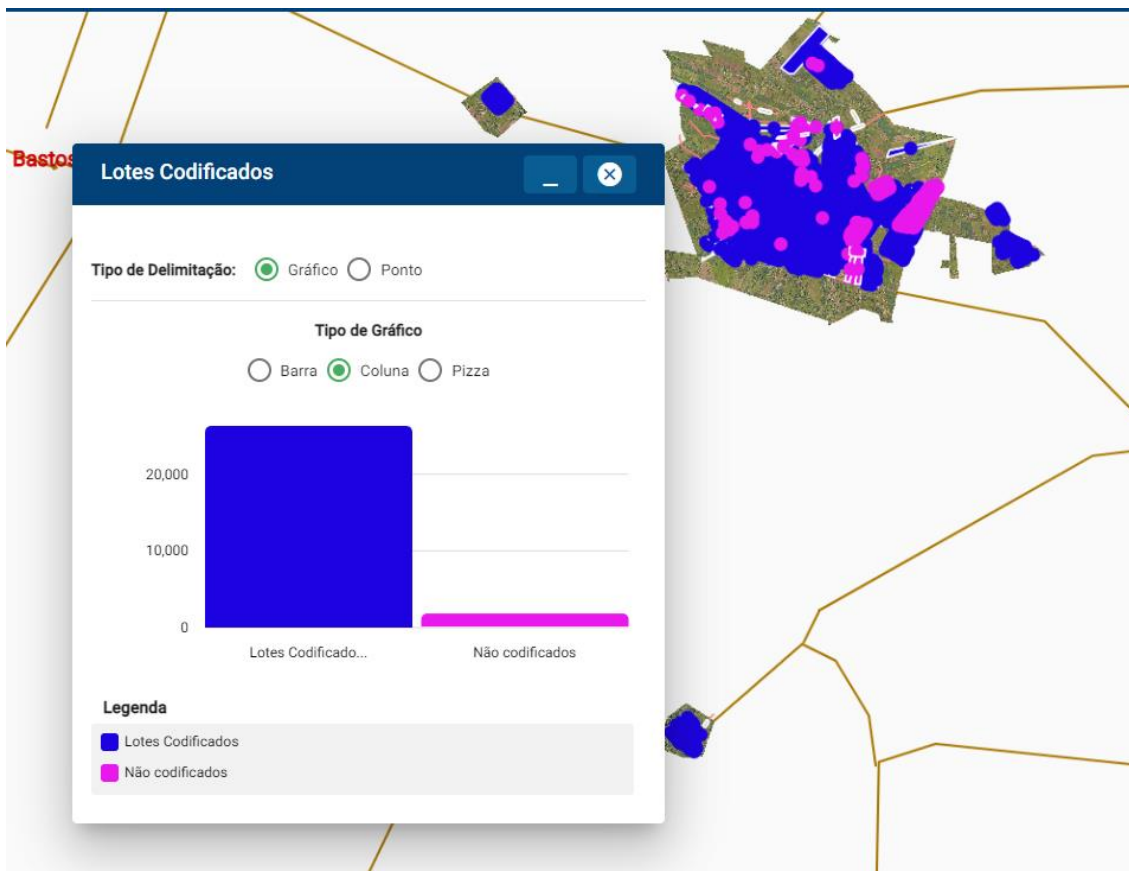 Bastos
Lotes Codificados
Tipo de Delimitação: Gráfico Ponto
Tipo de Gráfico
Barra Coluna Pizza
20,000
10,000
0
Lotes Codificado... Não codificados
Legenda
Lotes Codificados
Não codificados